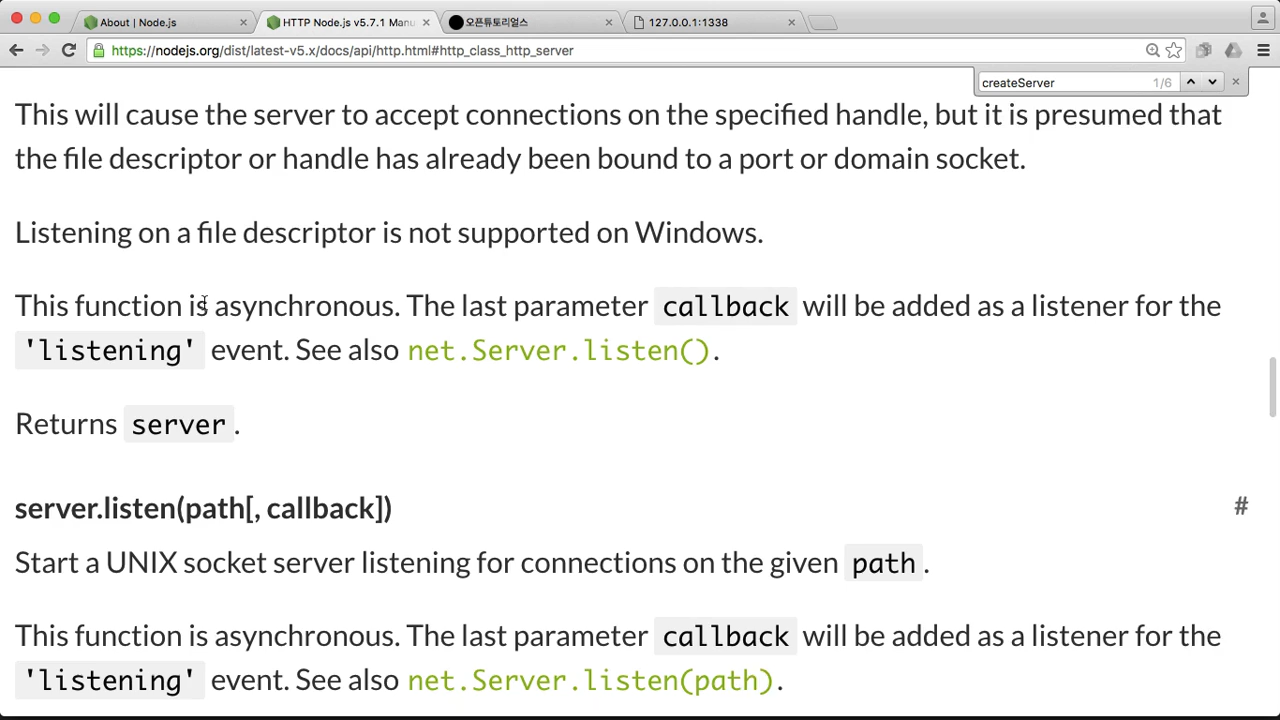 About | Node.js
HTTP Node.js v5.7.1 Manu
오픈튜토리얼스
127.0.0.1:1338
https://nodejs.org/dist/latest-v5.x/docs/api/http.html#http_class_http_server
createServer 1/6
This will cause the server to accept connections on the specified handle, but it is presumed that
the file descriptor or handle has already been bound to a port or domain socket.
Listening on a file descriptor is not supported on Windows.
This function is asynchronous. The last parameter callback will be added as a listener for the
'listening' event. See also net.Server.listen().
Returns server.
server.listen(path[, callback])
#
Start a UNIX socket server listening for connections on the given path.
This function is asynchronous. The last parameter callback will be added as a listener for the
'listening' event. See also net.Server.listen(path).